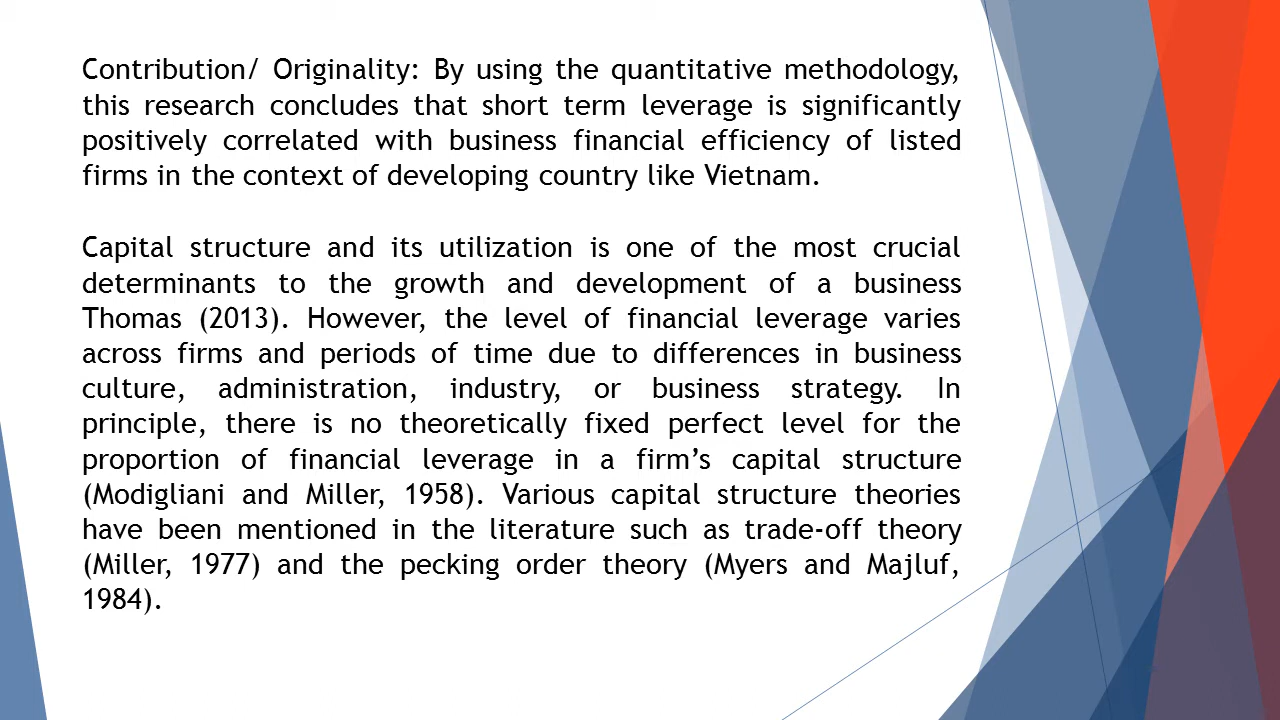 Contribution/ Originality: By using the quantitative methodology,
this research concludes that short term leverage is significantly
positively correlated with business financial efficiency of listed
firms in the context of developing country like Vietnam.
Capital structure and its utilization is one of the most crucial
determinants to the growth and development of a business
Thomas (2013). However, the level of financial leverage varies
across firms and periods of time due to differences in business
culture, administration, industry, or business strategy. In
principle, there is no theoretically fixed perfect level for the
proportion of financial leverage in a firm’s capital structure
(Modigliani and Miller, 1958). Various capital structure theories
have been mentioned in the literature such as trade-off theory
(Miller, 1977) and the pecking order theory (Myers and Majluf,
1984).